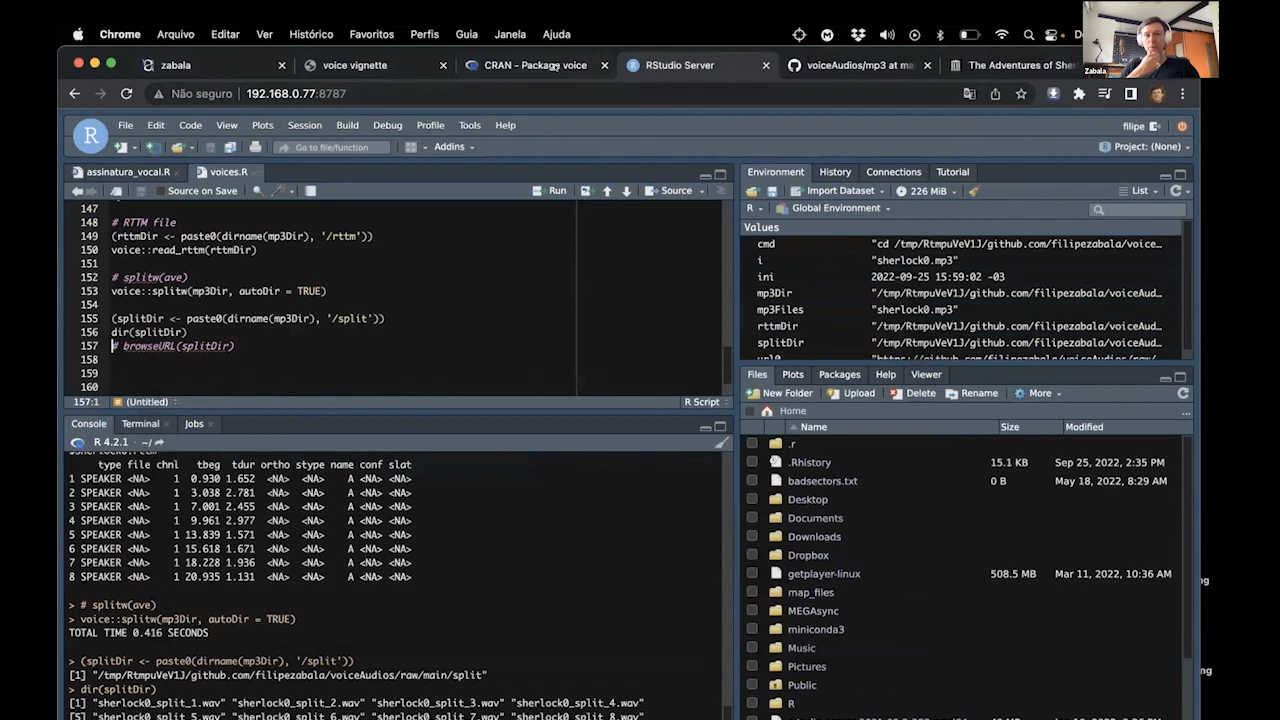 Chrome Arquivo Editar Ver Histórico Favoritos Perfis Guia Janela Ajuda
Zabala
zabala
voice vignette
CRAN - Package voice
RStudio Server
voiceAudios/mp3 at ma
The Adventures of She
Não seguro 192.168.0.77:8787
File Edit Code View Plots Session Build Debug Profile Tools Help
filipe
Go to file/function
Addins
Project: (None)
assinatura_vocal.R
voices.R
Source on Save
Run
Source
147
148 # RTTM file
149 (rttmDir <- paste0(dirname(mp3Dir), '/rttm'))
150 voice::read_rttm(rttmDir)
151
152 # splitw(ave)
153 voice::splitw(mp3Dir, autoDir = TRUE)
154
155 (splitDir <- paste0(dirname(mp3Dir), '/split'))
156 dir(splitDir)
157 # browseURL(splitDir)
158
159
160
157:1 (Untitled) R Script
Console Terminal Jobs
R 4.2.1 · ~/
$sherlock0.rttm
type file chnl tbeg tdur ortho stype name conf slat
1 SPEAKER <NA> 1 0.930 1.652 <NA> <NA> A <NA> <NA>
2 SPEAKER <NA> 1 3.038 2.781 <NA> <NA> A <NA> <NA>
3 SPEAKER <NA> 1 7.001 2.455 <NA> <NA> A <NA> <NA>
4 SPEAKER <NA> 1 9.961 2.977 <NA> <NA> A <NA> <NA>
5 SPEAKER <NA> 1 13.839 1.571 <NA> <NA> A <NA> <NA>
6 SPEAKER <NA> 1 15.618 1.671 <NA> <NA> A <NA> <NA>
7 SPEAKER <NA> 1 18.228 1.936 <NA> <NA> A <NA> <NA>
8 SPEAKER <NA> 1 20.935 1.131 <NA> <NA> A <NA> <NA>
> # splitw(ave)
> voice::splitw(mp3Dir, autoDir = TRUE)
TOTAL TIME 0.416 SECONDS
> (splitDir <- paste0(dirname(mp3Dir), '/split'))
[1] "/tmp/RtmpuVeV1J/github.com/filipezabala/voiceAudios/raw/main/split"
> dir(splitDir)
[1] "sherlock0_split_1.wav" "sherlock0_split_2.wav" "sherlock0_split_3.wav" "sherlock0_split_4.wav"
[5] "sherlock0_split_5.wav" "sherlock0_split_6.wav" "sherlock0_split_7.wav" "sherlock0_split_8.wav"
Environment History Connections Tutorial
Import Dataset 226 MiB List
R Global Environment
Values
cmd "cd /tmp/RtmpuVeV1J/github.com/filipezabala/voice…
i "sherlock0.mp3"
ini 2022-09-25 15:59:02 -03
mp3Dir "/tmp/RtmpuVeV1J/github.com/filipezabala/voiceAud…
mp3Files "sherlock0.mp3"
rttmDir "/tmp/RtmpuVeV1J/github.com/filipezabala/voiceAud…
splitDir "/tmp/RtmpuVeV1J/github.com/filipezabala/voiceAud…
url0 "https://github.com/filipezabala/voiceAudios/raw/…
Files Plots Packages Help Viewer
New Folder Upload Delete Rename More
Home
Name Size Modified
.r
.Rhistory 15.1 KB Sep 25, 2022, 2:35 PM
badsectors.txt 0 B May 18, 2022, 8:29 AM
Desktop
Documents
Downloads
Dropbox
getplayer-linux 508.5 MB Mar 11, 2022, 10:36 AM
map_files
MEGAsync
miniconda3
Music
Pictures
Public
R
ng
ng